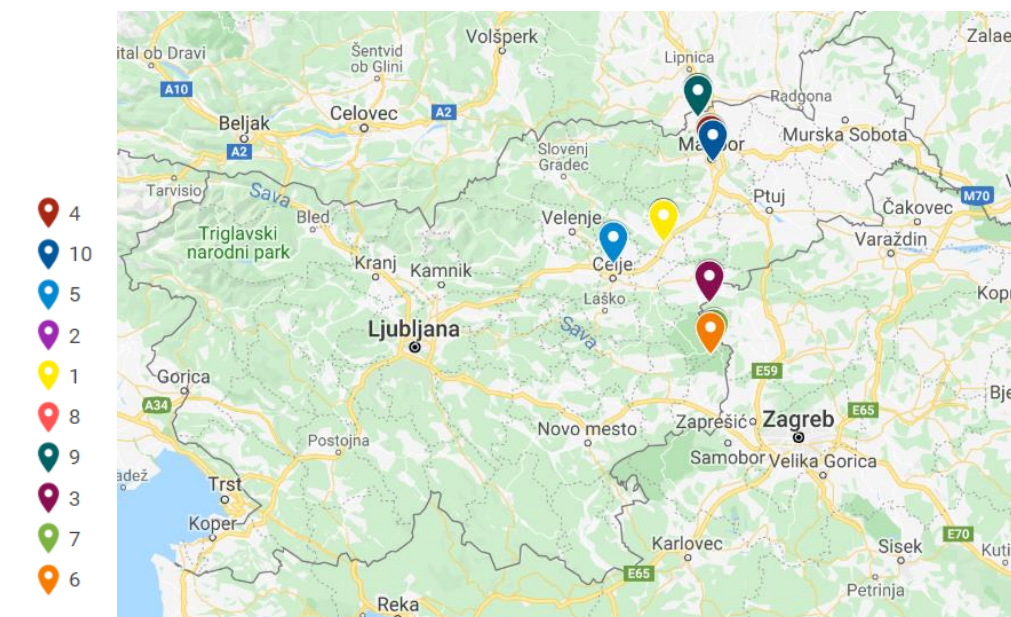 4
10
5
2
1
8
9
3
7
6
ital ob Dravi
Šentvid
ob Glini
Volšperk
Lipnica
Zalae
A10
Beljak
Celovec
A2
A2
Radgona
Murska Sobota
Slovenj
Gradec
Tarvisio
Sava
Bled
Triglavski
narodni park
Velenje
Ptuj
M70
Čakovec
Varaždin
Kranj
Kamnik
Celje
Laško
Kopr
Ljubljana
Sava
Gorica
A34
E59
E65
Bje
Postojna
Novo mesto
Zaprešić
Zagreb
Samobor
Velika Gorica
adež
Trst
Koper
Karlovec
E65
Sisek
E70
Kuti
Petrinja
Reka